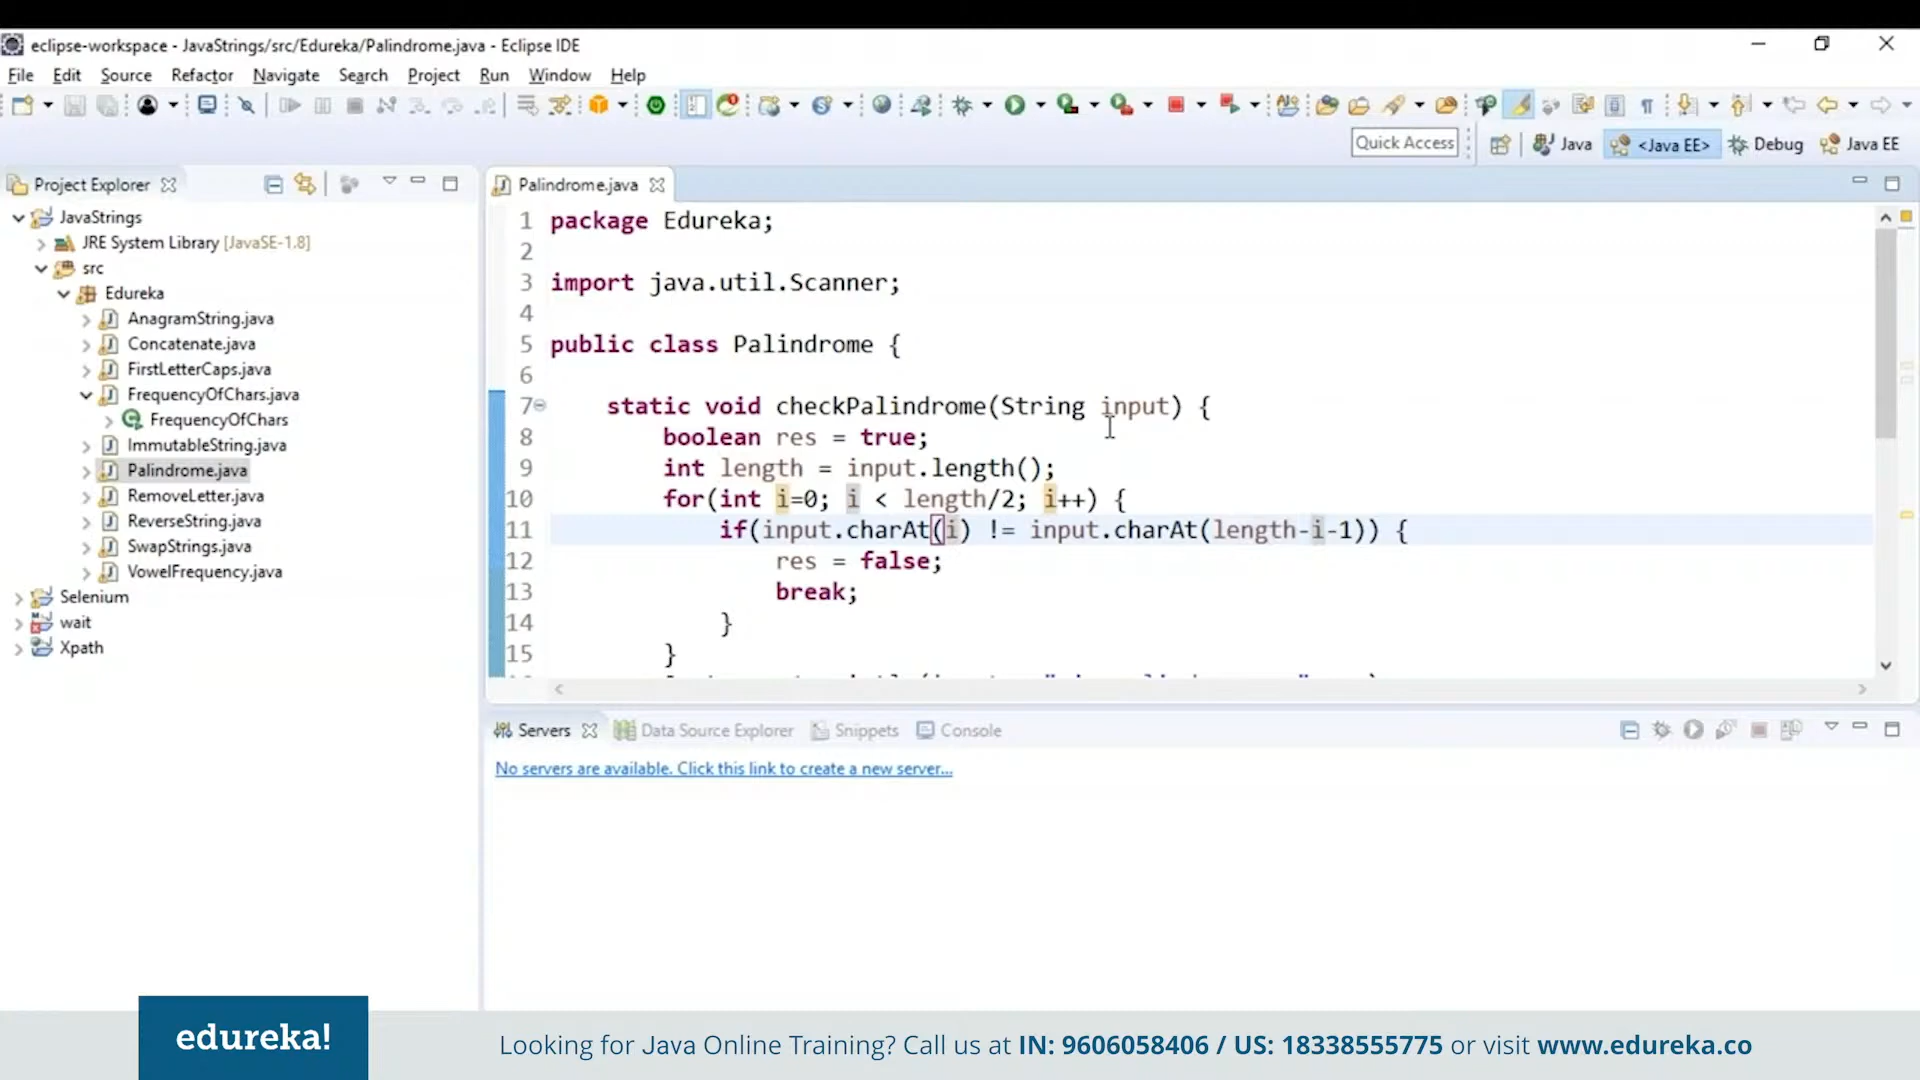 eclipse-workspace - JavaStrings/src/Edureka/Palindrome.java - Eclipse IDE
File Edit Source Refactor Navigate Search Project Run Window Help
Quick Access
Java
<Java EE>
Debug
Java EE
Project Explorer
JavaStrings
JRE System Library [JavaSE-1.8]
src
Edureka
AnagramString.java
Concatenate.java
FirstLetterCaps.java
FrequencyOfChars.java
FrequencyOfChars
ImmutableString.java
Palindrome.java
RemoveLetter.java
ReverseString.java
SwapStrings.java
VowelFrequency.java
Selenium
wait
Xpath
Palindrome.java
1 package Edureka;
2
3 import java.util.Scanner;
4
5 public class Palindrome {
6
7 static void checkPalindrome(String input) {
8 boolean res = true;
9 int length = input.length();
10 for(int i=0; i < length/2; i++) {
11 if(input.charAt(i) != input.charAt(length-i-1)) {
12 res = false;
13 break;
14 }
15 }
Servers Data Source Explorer Snippets Console
No servers are available. Click this link to create a new server...
edureka!
Looking for Java Online Training? Call us at IN: 9606058406 / US: 18338555775 or visit www.edureka.co